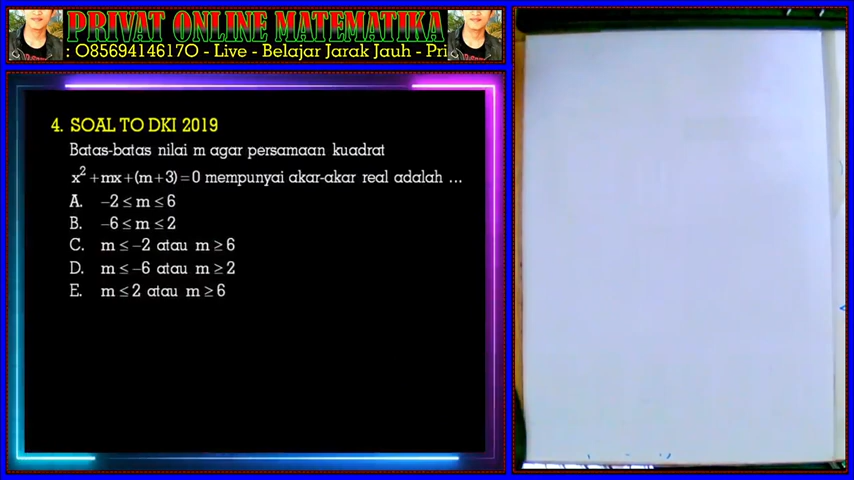 PRIVAT ONLINE MATEMATIKA
: O8569414617O - Live - Belajar Jarak Jauh - Pri
4. SOAL TO DKI 2019
Batas-batas nilai m agar persamaan kuadrat
x² +mx+(m+3)=0 mempunyai akar-akar real adalah ...
A. −2 ≤ m ≤ 6
B. −6 ≤ m ≤ 2
C. m ≤ −2 atau m ≥ 6
D. m ≤ −6 atau m ≥ 2
E. m ≤ 2 atau m ≥ 6